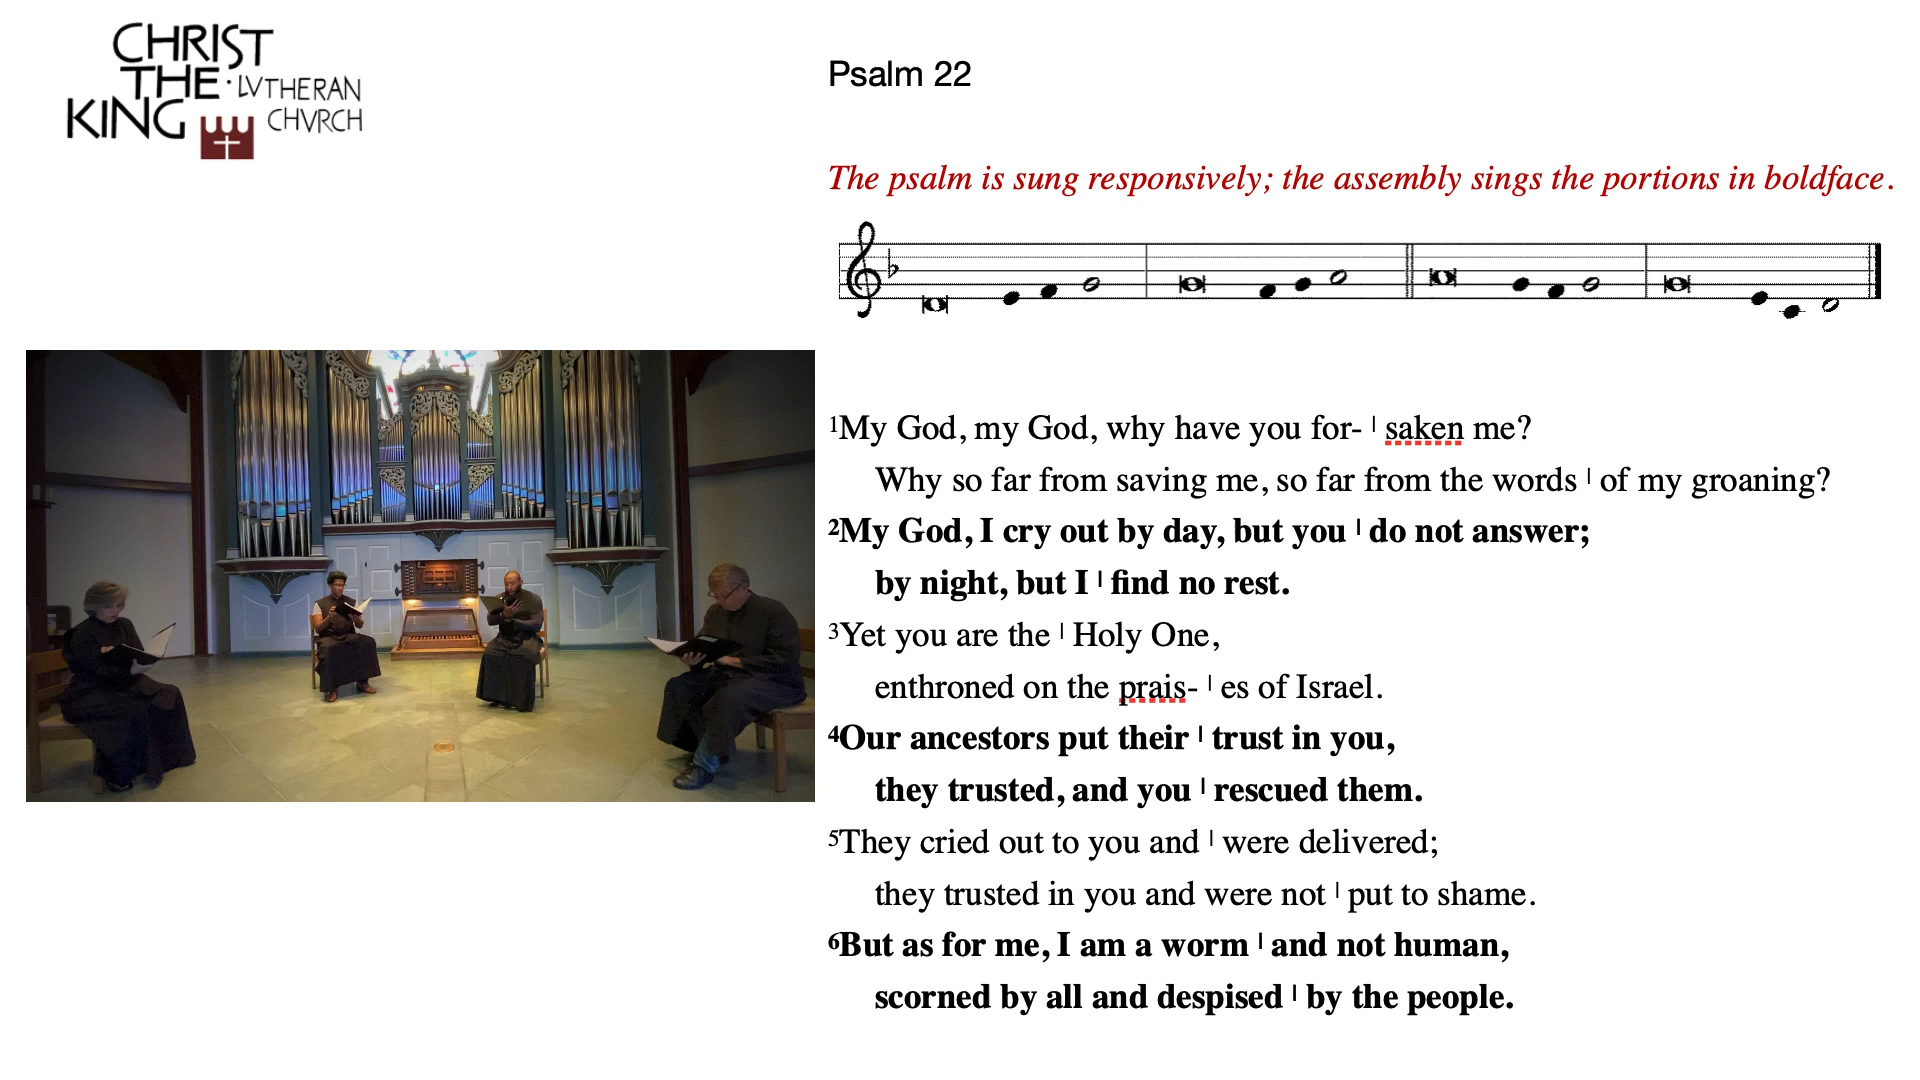 CHRIST
THE · LVTHERAN
KING CHVRCH
Psalm 22
The psalm is sung responsively; the assembly sings the portions in boldface.
1My God, my God, why have you for- | saken me?
Why so far from saving me, so far from the words | of my groaning?
2My God, I cry out by day, but you | do not answer;
by night, but I | find no rest.
3Yet you are the | Holy One,
enthroned on the prais- | es of Israel.
4Our ancestors put their | trust in you,
they trusted, and you | rescued them.
5They cried out to you and | were delivered;
they trusted in you and were not | put to shame.
6But as for me, I am a worm | and not human,
scorned by all and despised | by the people.